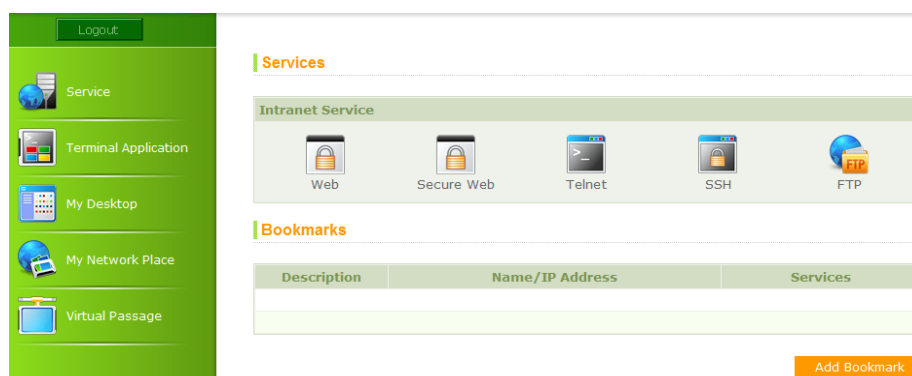 Logout
Service
Terminal Application
My Desktop
My Network Place
Virtual Passage
Services
Intranet Service
>_
FTP
Web Secure Web Telnet SSH FTP
Bookmarks
Description Name/IP Address Services
Add Bookmark